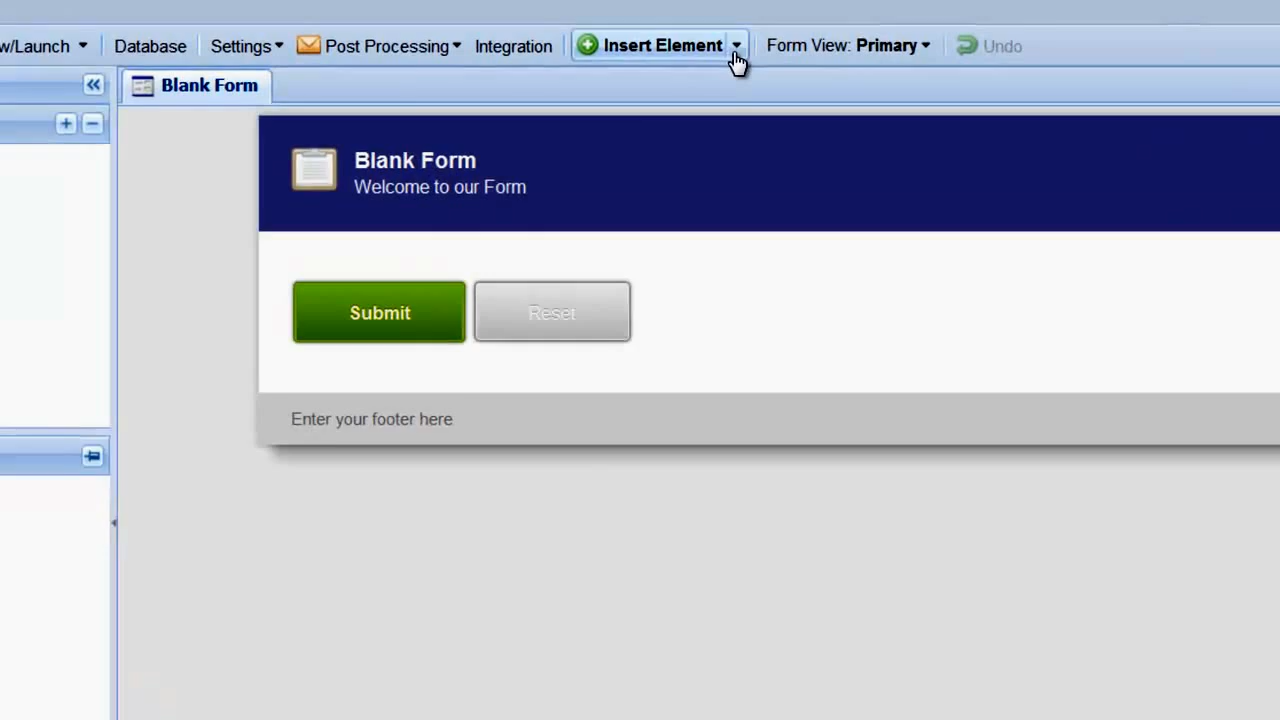 w/Launch Database Settings Post Processing Integration Insert Element Form View: Primary Undo
Blank Form
Blank Form
Welcome to our Form
Submit Reset
Enter your footer here